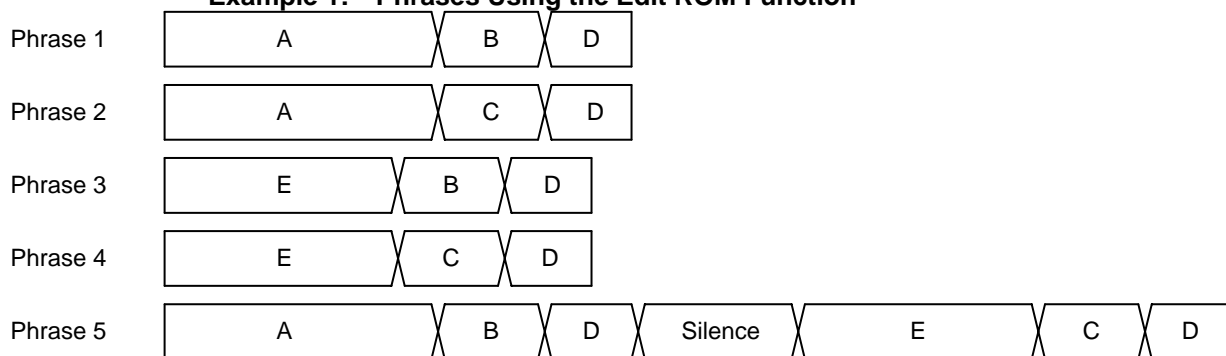 Example 1: Phrases Using the Edit ROM Function
Phrase 1 A B D
Phrase 2 A C D
Phrase 3 E B D
Phrase 4 E C D
Phrase 5 A B D Silence E C D